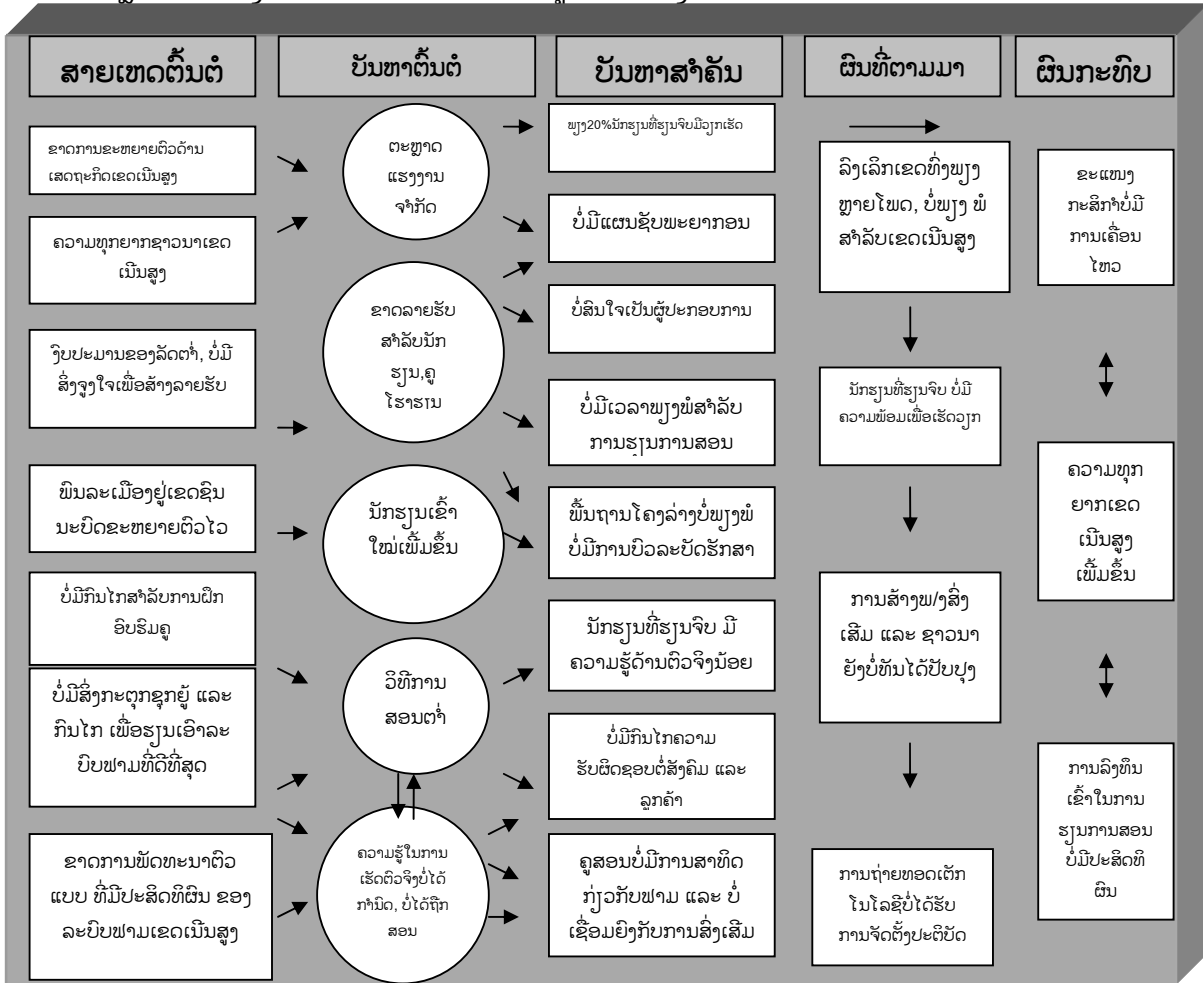 ສາຍເຫດຕົ້ນຕໍ
ບັນຫາຕົ້ນຕໍ
ບັນຫາສຳຄັນ
ຜົນທີ່ຕາມມາ
ຜົນກະທົບ
ຂາດການຂະຫຍາຍຕົວດ້ານ
ເສດຖະກິດເຂດເນີນສູງ
ຄວາມທຸກຍາກຊາວນາເຂດ
ເນີນສູງ
ງົບປະມານຂອງລັດຕ່ຳ, ບໍ່ມີ
ສິ່ງຈູງໃຈເພື່ອສ້າງລາຍຮັບ
ພົນລະເມືອງຢູ່ເຂດຊົນ
ນະບົດຂະຫຍາຍຕົວໄວ
ບໍ່ມີກົນໄກສຳລັບການຝຶກ
ອົບຮົມຄູ
ບໍ່ມີສິ່ງກະຕຸກຊຸກຍູ້ ແລະ
ກົນໄກ ເພື່ອຮຽນເອົາລະ
ບົບຟາມທີ່ດີທີ່ສຸດ
ຂາດການພັດທະນາຕົວ
ແບບ ທີ່ມີປະສິດທິຜົນ ຂອງ
ລະບົບຟາມເຂດເນີນສູງ
ຕະຫຼາດ
ແຮງງານ
ຈຳກັດ
ຂາດລາຍຮັບ
ສຳລັບນັກ
ຮຽນ,ຄູ
ໂຮງຮຽນ
ນັກຮຽນເຂົ້າ
ໃໝ່ເພີ້ມຂຶ້ນ
ວິທີການ
ສອນຕ່ຳ
ຄວາມຮູ້ໃນການ
ເຮັດຕົວຈິງບໍ່ໄດ້
ກຳນົດ, ບໍ່ໄດ້ຖືກ
ສອນ
ພຽງ20%ນັກຮຽນທີ່ຮຽນຈົບມີວຽກເຮັດ
ບໍ່ມີແຜນຊັບພະຍາກອນ
ບໍ່ສົນໃຈເປັນຜູ້ປະກອບການ
ບໍ່ມີເວລາພຽງພໍສຳລັບ
ການຮຽນການສອນ
ພື້ນຖານໂຄງລ່າງບໍ່ພຽງພໍ
ບໍ່ມີການບົວລະບັດຮັກສາ
ນັກຮຽນທີ່ຮຽນຈົບ ມີ
ຄວາມຮູ້ດ້ານຕົວຈິງນ້ອຍ
ບໍ່ມີກົນໄກຄວາມ
ຮັບຜິດຊອບຕໍ່ສັງຄົມ ແລະ
ລູກຄ້າ
ຄູສອນບໍ່ມີການສາທິດ
ກ່ຽວກັບຟາມ ແລະ ບໍ່
ເຊື່ອມຍົງກັບການສົ່ງເສີມ
ລົງເລິກເຂດທົ່ງພຽງ
ຫຼາຍໂພດ, ບໍ່ພຽງ ພໍ
ສຳລັບເຂດເນີນສູງ
ນັກຮຽນທີ່ຮຽນຈົບ ບໍ່ມີ
ຄວາມພ້ອມເພື່ອເຮັດວຽກ
ການສ້າງພ/ງສົ່ງ
ເສີມ ແລະ ຊາວນາ
ຍັງບໍ່ທັນໄດ້ປັບປຸງ
ການຖ່າຍທອດເຕັກ
ໂນໂລຊີບໍ່ໄດ້ຮັບ
ການຈັດຕັ້ງປະຕິບັດ
ຂະແໜງ
ກະສິກຳບໍ່ມີ
ການເຄື່ອນ
ໄຫວ
ຄວາມທຸກ
ຍາກເຂດ
ເນີນສູງ
ເພີ້ມຂຶ້ນ
ການລົງທຶນ
ເຂົ້າໃນການ
ຮຽນການສອນ
ບໍ່ມີປະສິດທິ
ຜົນ